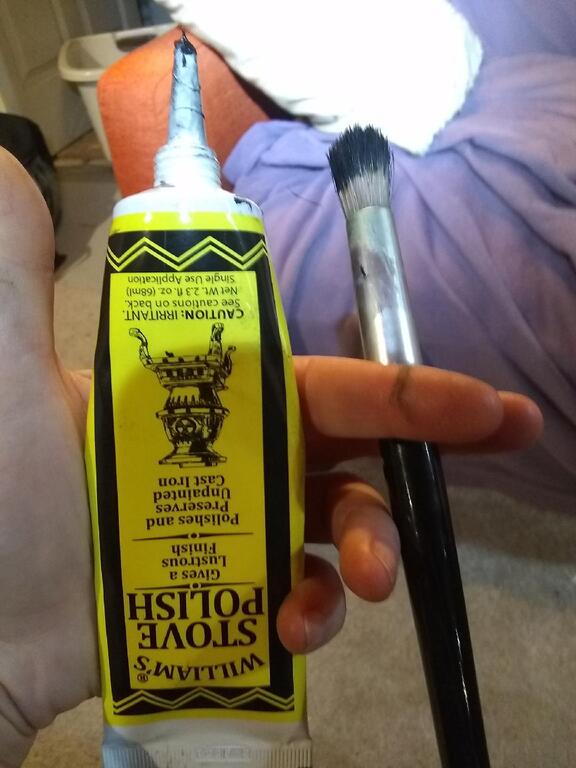 WILLIAM'S®
STOVE
POLISH
Gives a
Lustrous
Finish
Polishes and
Preserves
Unpainted
Cast Iron
CAUTION: IRRITANT.
See cautions on back.
Net Wt. 2.3 fl. oz. (68ml)
Single Use Application